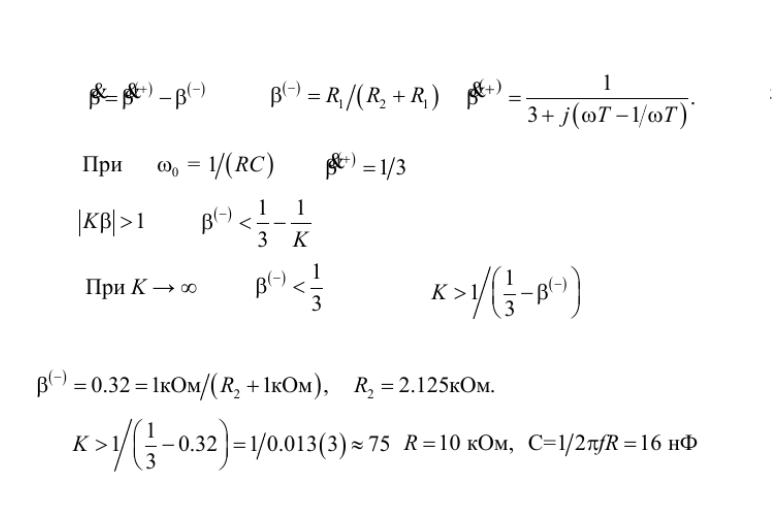 β̇ = β̇⁽⁺⁾ − β⁽⁻⁾ β⁽⁻⁾ = R₁/(R₂ + R₁) β̇⁽⁺⁾ = 1/(3 + j(ωT − 1/ωT)).
При ω₀ = 1/(RC) β̇⁽⁺⁾ = 1/3
|Kβ| > 1 β⁽⁻⁾ < 1/3 − 1/K
При K → ∞ β⁽⁻⁾ < 1/3 K > 1/(1/3 − β⁽⁻⁾)
β⁽⁻⁾ = 0.32 = 1кОм/(R₂ + 1кОм), R₂ = 2.125кОм.
K > 1/(1/3 − 0.32) = 1/0.013(3) ≈ 75 R = 10 кОм, C=1/2πfR = 16 нФ